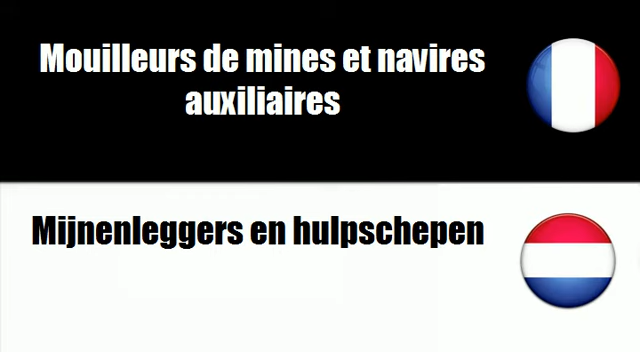 Mouilleurs de mines et navires
auxiliaires
Mijnenleggers en hulpschepen